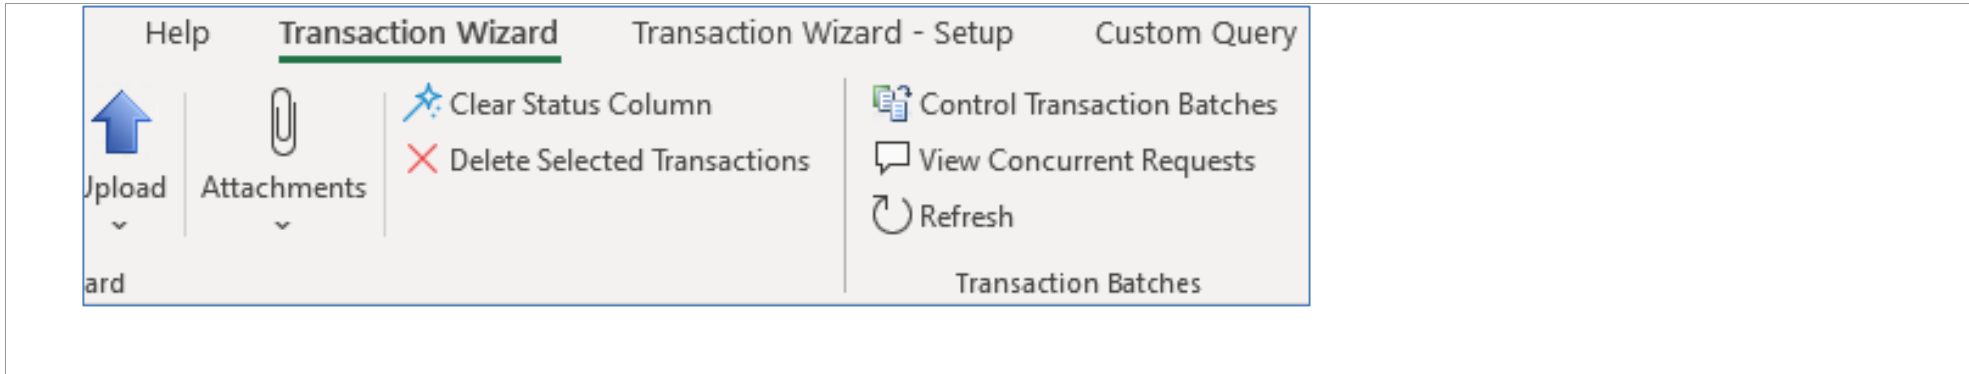 Help Transaction Wizard Transaction Wizard - Setup Custom Query
Upload
Attachments
Clear Status Column
Delete Selected Transactions
ard
Control Transaction Batches
View Concurrent Requests
Refresh
Transaction Batches